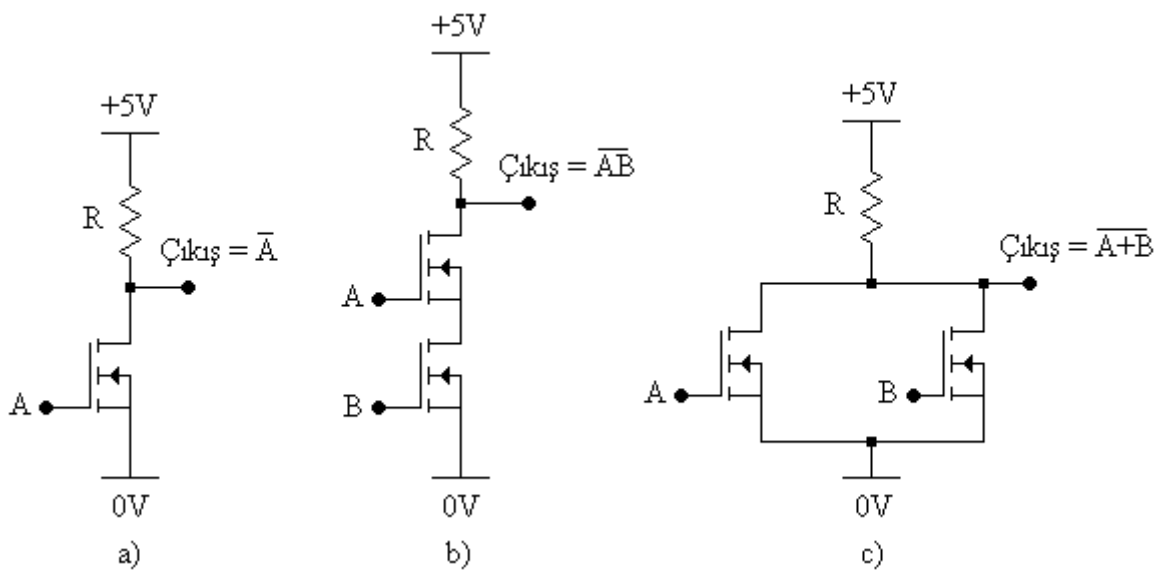 +5V
R
Çıkış = A̅
A
0V
a)
+5V
R
Çıkış = A̅B̅
A
B
0V
b)
+5V
R
Çıkış = A̅+̅B̅
A
B
0V
c)